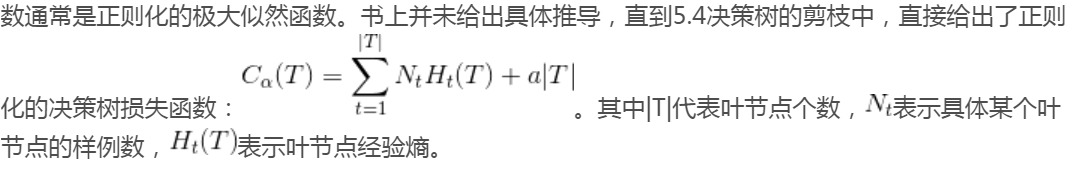 数通常是正则化的极大似然函数。书上并未给出具体推导，直到5.4决策树的剪枝中，直接给出了正则
化的决策树损失函数：$C_{\alpha}(T) = \sum_{t=1}^{|T|} N_t H_t(T) + a|T|$。其中|T|代表叶节点个数，$N_t$表示具体某个叶
节点的样例数，$H_t(T)$表示叶节点经验熵。